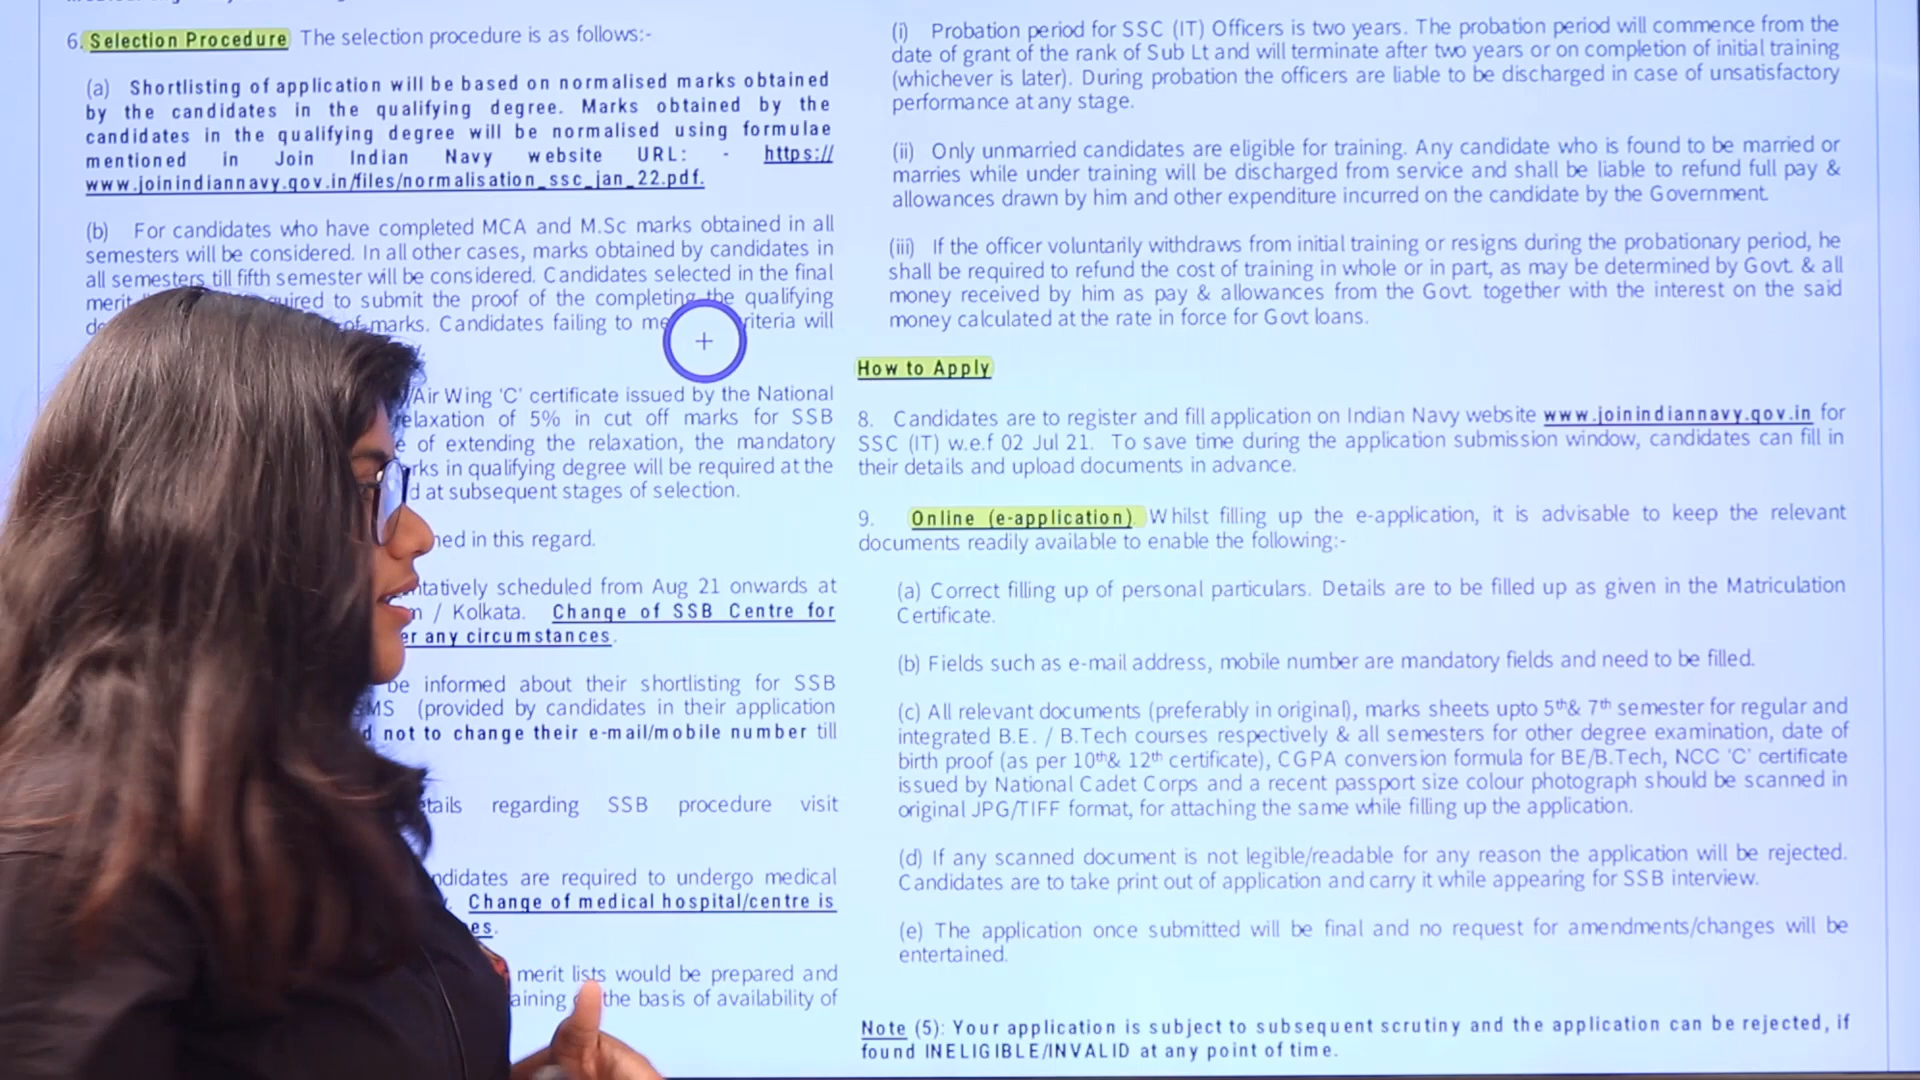 6. Selection Procedure The selection procedure is as follows:-
(a) Shortlisting of application will be based on normalised marks obtained
by the candidates in the qualifying degree. Marks obtained by the
candidates in the qualifying degree will be normalised using formulae
mentioned in Join Indian Navy website URL: - https://
www.joinindiannavy.gov.in/files/normalisation_ssc_jan_22.pdf.
(b) For candidates who have completed MCA and M.Sc marks obtained in all
semesters will be considered. In all other cases, marks obtained by candidates in
all semesters till fifth semester will be considered. Candidates selected in the final
merit to submit the proof of the completing the qualifying
of marks. Candidates failing to will
Air Wing 'C' certificate issued by the National
of 5% in cut off marks for SSB
of extending the relaxation, the mandatory
in qualifying degree will be required at the
at subsequent stages of selection.
in this regard.
scheduled from Aug 21 onwards at
/ Kolkata. Change of SSB Centre for
any circumstances.
be informed about their shortlisting for SSB
(provided by candidates in their application
not to change their e-mail/mobile number till
regarding SSB procedure visit
are required to undergo medical
Change of medical hospital/centre is
merit lists would be prepared and
the basis of availability of
(i) Probation period for SSC (IT) Officers is two years. The probation period will commence from the
date of grant of the rank of Sub Lt and will terminate after two years or on completion of initial training
(whichever is later). During probation the officers are liable to be discharged in case of unsatisfactory
performance at any stage.
(ii) Only unmarried candidates are eligible for training. Any candidate who is found to be married or
marries while under training will be discharged from service and shall be liable to refund full pay &
allowances drawn by him and other expenditure incurred on the candidate by the Government.
(iii) If the officer voluntarily withdraws from initial training or resigns during the probationary period, he
shall be required to refund the cost of training in whole or in part, as may be determined by Govt. & all
money received by him as pay & allowances from the Govt. together with the interest on the said
money calculated at the rate in force for Govt loans.
How to Apply
8. Candidates are to register and fill application on Indian Navy website www.joinindiannavy.gov.in for
SSC (IT) w.e.f 02 Jul 21. To save time during the application submission window, candidates can fill in
their details and upload documents in advance.
9. Online (e-application). Whilst filling up the e-application, it is advisable to keep the relevant
documents readily available to enable the following:-
(a) Correct filling up of personal particulars. Details are to be filled up as given in the Matriculation
Certificate.
(b) Fields such as e-mail address, mobile number are mandatory fields and need to be filled.
(c) All relevant documents (preferably in original), marks sheets upto 5th& 7th semester for regular and
integrated B.E. / B.Tech courses respectively & all semesters for other degree examination, date of
birth proof (as per 10th& 12th certificate), CGPA conversion formula for BE/B.Tech, NCC 'C' certificate
issued by National Cadet Corps and a recent passport size colour photograph should be scanned in
original JPG/TIFF format, for attaching the same while filling up the application.
(d) If any scanned document is not legible/readable for any reason the application will be rejected.
Candidates are to take print out of application and carry it while appearing for SSB interview.
(e) The application once submitted will be final and no request for amendments/changes will be
entertained.
Note (5): Your application is subject to subsequent scrutiny and the application can be rejected, if
found INELIGIBLE/INVALID at any point of time.